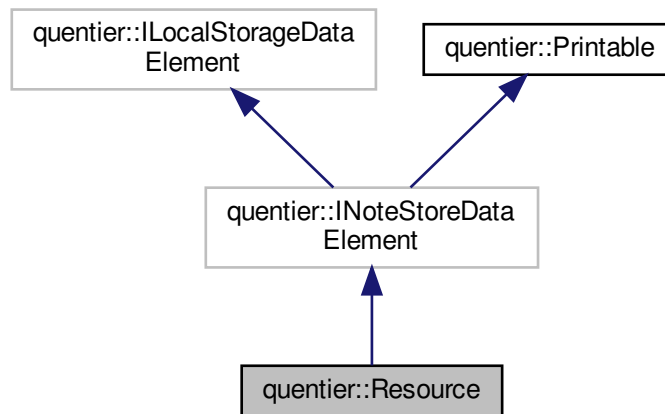 quentier::ILocalStorageData
Element
quentier::Printable
quentier::INoteStoreData
Element
quentier::Resource